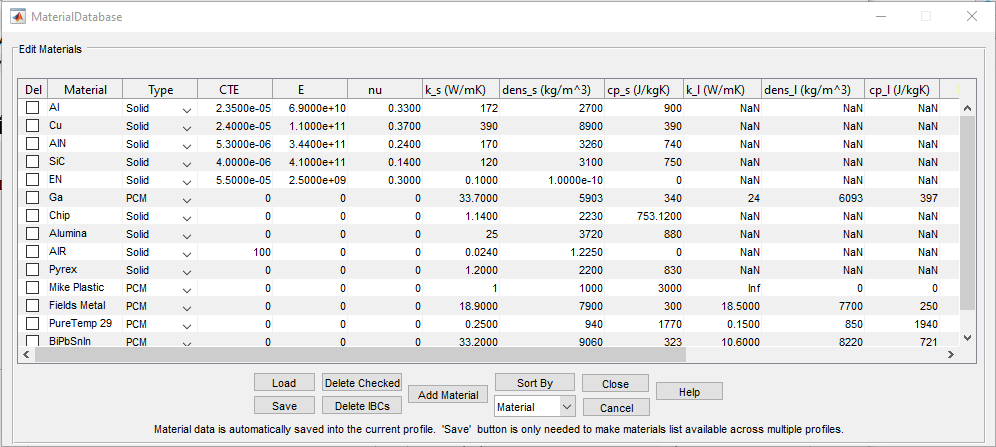 MaterialDatabase
Edit Materials
Del Material Type CTE E nu k_s (W/mK) dens_s (kg/m^3) cp_s (J/kgK) k_l (W/mK) dens_l (kg/m^3) cp_l (J/kgK)
Al Solid 2.3500e-05 6.9000e+10 0.3300 172 2700 900 NaN NaN NaN
Cu Solid 2.4000e-05 1.1000e+11 0.3700 390 8900 390 NaN NaN NaN
AlN Solid 5.3000e-06 3.4400e+11 0.2400 170 3260 740 NaN NaN NaN
SiC Solid 4.0000e-06 4.1000e+11 0.1400 120 3100 750 NaN NaN NaN
EN Solid 5.5000e-05 2.5000e+09 0.3000 0.1000 1.0000e-10 0 NaN NaN NaN
Ga PCM 0 0 0 33.7000 5903 340 24 6093 397
Chip Solid 0 0 0 1.1400 2230 753.1200 NaN NaN NaN
Alumina Solid 0 0 0 25 3720 880 NaN NaN NaN
AIR Solid 100 0 0 0.0240 1.2250 0 NaN NaN NaN
Pyrex Solid 0 0 0 1.2000 2200 830 NaN NaN NaN
Mike Plastic PCM 0 0 0 1 1000 3000 Inf 0 0
Fields Metal PCM 0 0 0 18.9000 7900 300 18.5000 7700 250
PureTemp 29 PCM 0 0 0 0.2500 940 1770 0.1500 850 1940
BiPbSnIn PCM 0 0 0 33.2000 9060 323 10.6000 8220 721
Load Delete Checked Add Material Sort By Close Help
Save Delete IBCs Material Cancel
Material data is automatically saved into the current profile. 'Save' button is only needed to make materials list available across multiple profiles.